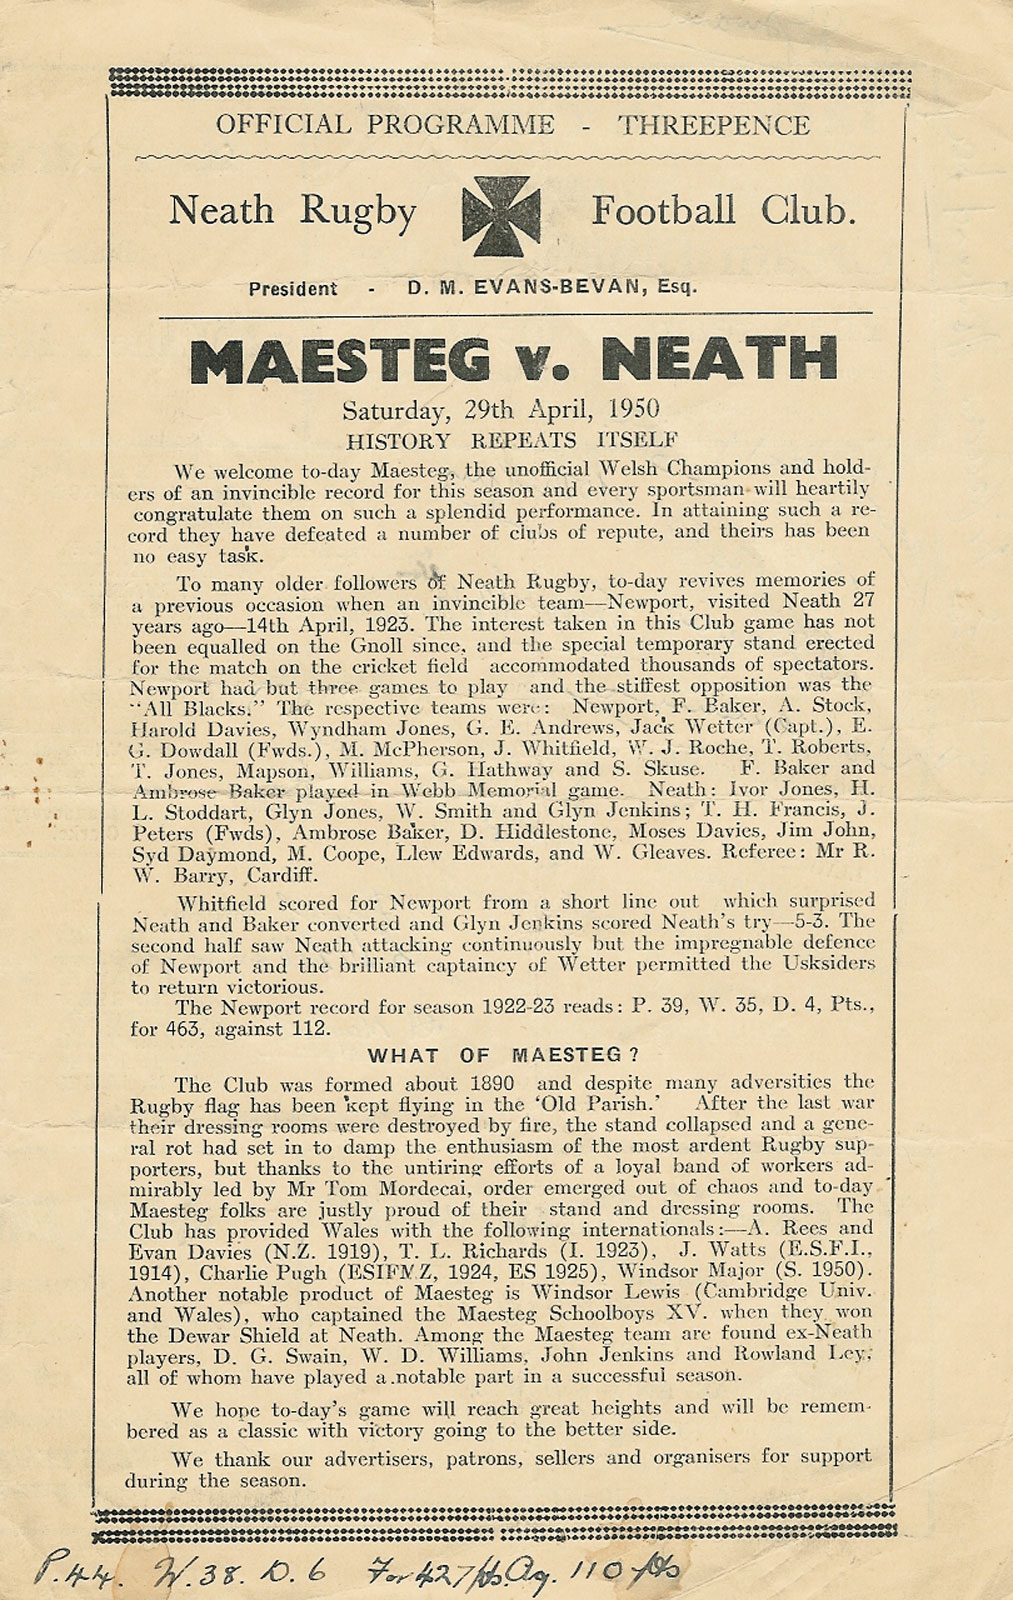 OFFICIAL PROGRAMME - THREEPENCE
Neath Rugby Football Club.
President - D. M. EVANS-BEVAN, Esq.
MAESTEG v. NEATH
Saturday, 29th April, 1950
HISTORY REPEATS ITSELF
We welcome to-day Maesteg, the unofficial Welsh Champions and hold-
ers of an invincible record for this season and every sportsman will heartily
congratulate them on such a splendid performance. In attaining such a re-
cord they have defeated a number of clubs of repute, and theirs has been
no easy task.
To many older followers of Neath Rugby, to-day revives memories of
a previous occasion when an invincible team—Newport, visited Neath 27
years ago—14th April, 1923. The interest taken in this Club game has not
been equalled on the Gnoll since, and the special temporary stand erected
for the match on the cricket field accommodated thousands of spectators.
Newport had but three games to play and the stiffest opposition was the
"All Blacks." The respective teams were: Newport, F. Baker, A. Stock,
Harold Davies, Wyndham Jones, G. E. Andrews, Jack Wetter (Capt.), E.
G. Dowdall (Fwds.), M. McPherson, J. Whitfield, W. J. Roche, T. Roberts,
T. Jones, Mapson, Williams, G. Hathway and S. Skuse. F. Baker and
Ambrose Baker played in Webb Memorial game. Neath: Ivor Jones, H.
L. Stoddart, Glyn Jones, W. Smith and Glyn Jenkins; T. H. Francis, J.
Peters (Fwds), Ambrose Baker, D. Hiddlestone, Moses Davies, Jim John,
Syd Daymond, M. Coope, Llew Edwards, and W. Gleaves. Referee: Mr R.
W. Barry, Cardiff.
Whitfield scored for Newport from a short line out which surprised
Neath and Baker converted and Glyn Jenkins scored Neath's try—5-3. The
second half saw Neath attacking continuously but the impregnable defence
of Newport and the brilliant captaincy of Wetter permitted the Usksiders
to return victorious.
The Newport record for season 1922-23 reads: P. 39, W. 35, D. 4, Pts.,
for 463, against 112.
WHAT OF MAESTEG?
The Club was formed about 1890 and despite many adversities the
Rugby flag has been kept flying in the 'Old Parish.' After the last war
their dressing rooms were destroyed by fire, the stand collapsed and a gene-
ral rot had set in to damp the enthusiasm of the most ardent Rugby sup-
porters, but thanks to the untiring efforts of a loyal band of workers ad-
mirably led by Mr Tom Mordecai, order emerged out of chaos and to-day
Maesteg folks are justly proud of their stand and dressing rooms. The
Club has provided Wales with the following internationals:—A. Rees and
Evan Davies (N.Z. 1919), T. L. Richards (I. 1923), J. Watts (E.S.F.I.,
1914), Charlie Pugh (ESIFNZ, 1924, ES 1925), Windsor Major (S. 1950).
Another notable product of Maesteg is Windsor Lewis (Cambridge Univ.
and Wales), who captained the Maesteg Schoolboys XV. when they won
the Dewar Shield at Neath. Among the Maesteg team are found ex-Neath
players, D. G. Swain, W. D. Williams, John Jenkins and Rowland Ley,
all of whom have played a notable part in a successful season.
We hope to-day's game will reach great heights and will be remem-
bered as a classic with victory going to the better side.
We thank our advertisers, patrons, sellers and organisers for support
during the season.
P.44. W.38. D.6 For 427 pts. Ag. 110 pts